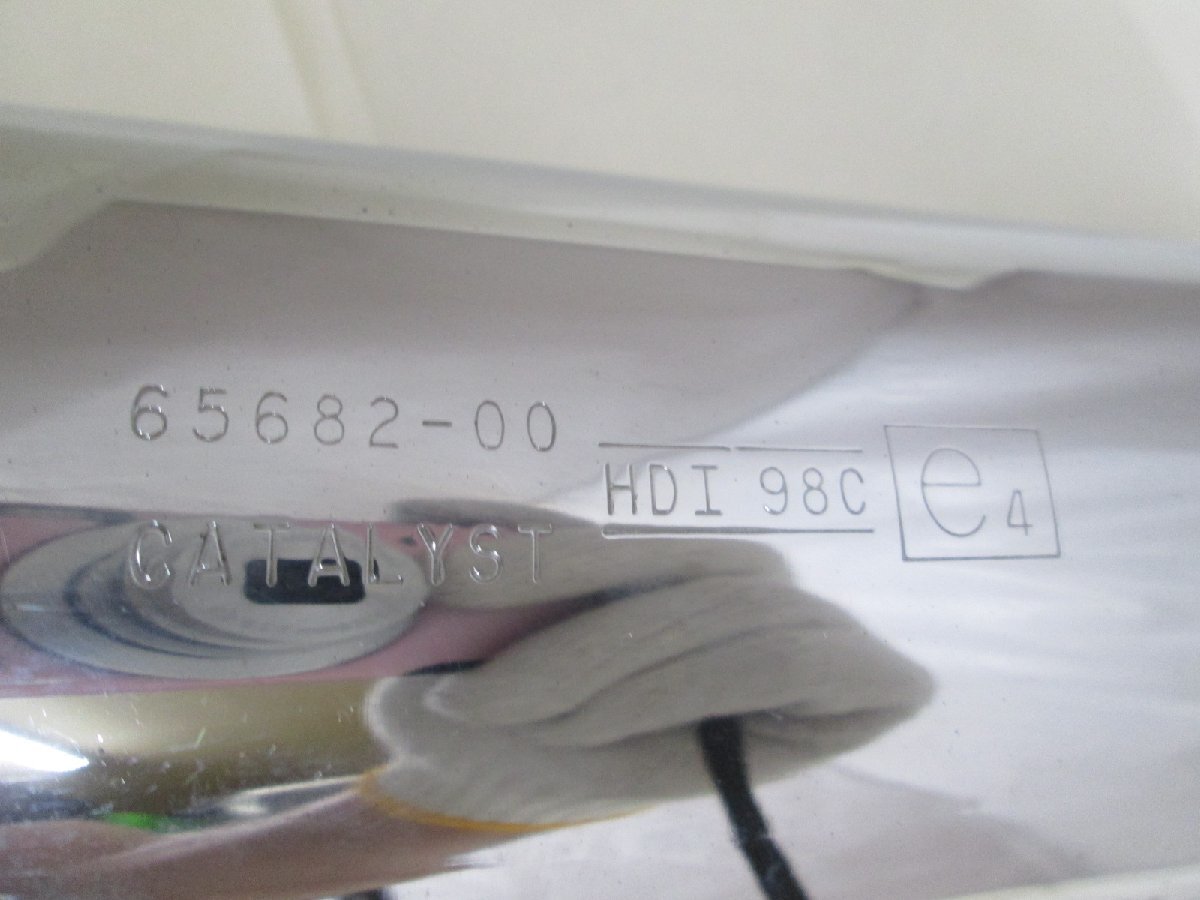 65682-00
CATALYST
HDI 98C
e4